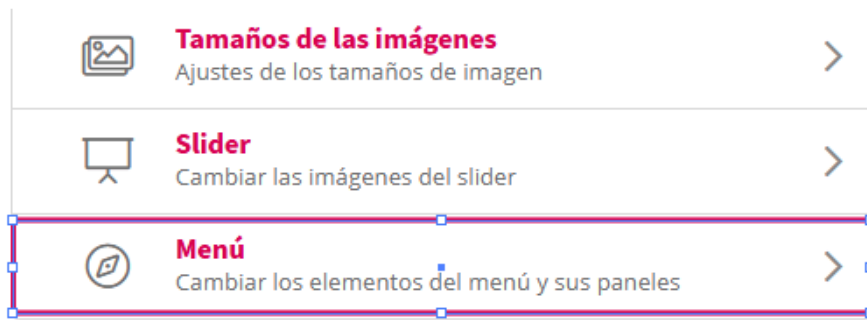 Tamaños de las imágenes
Ajustes de los tamaños de imagen
Slider
Cambiar las imágenes del slider
Menú
Cambiar los elementos del menú y sus paneles